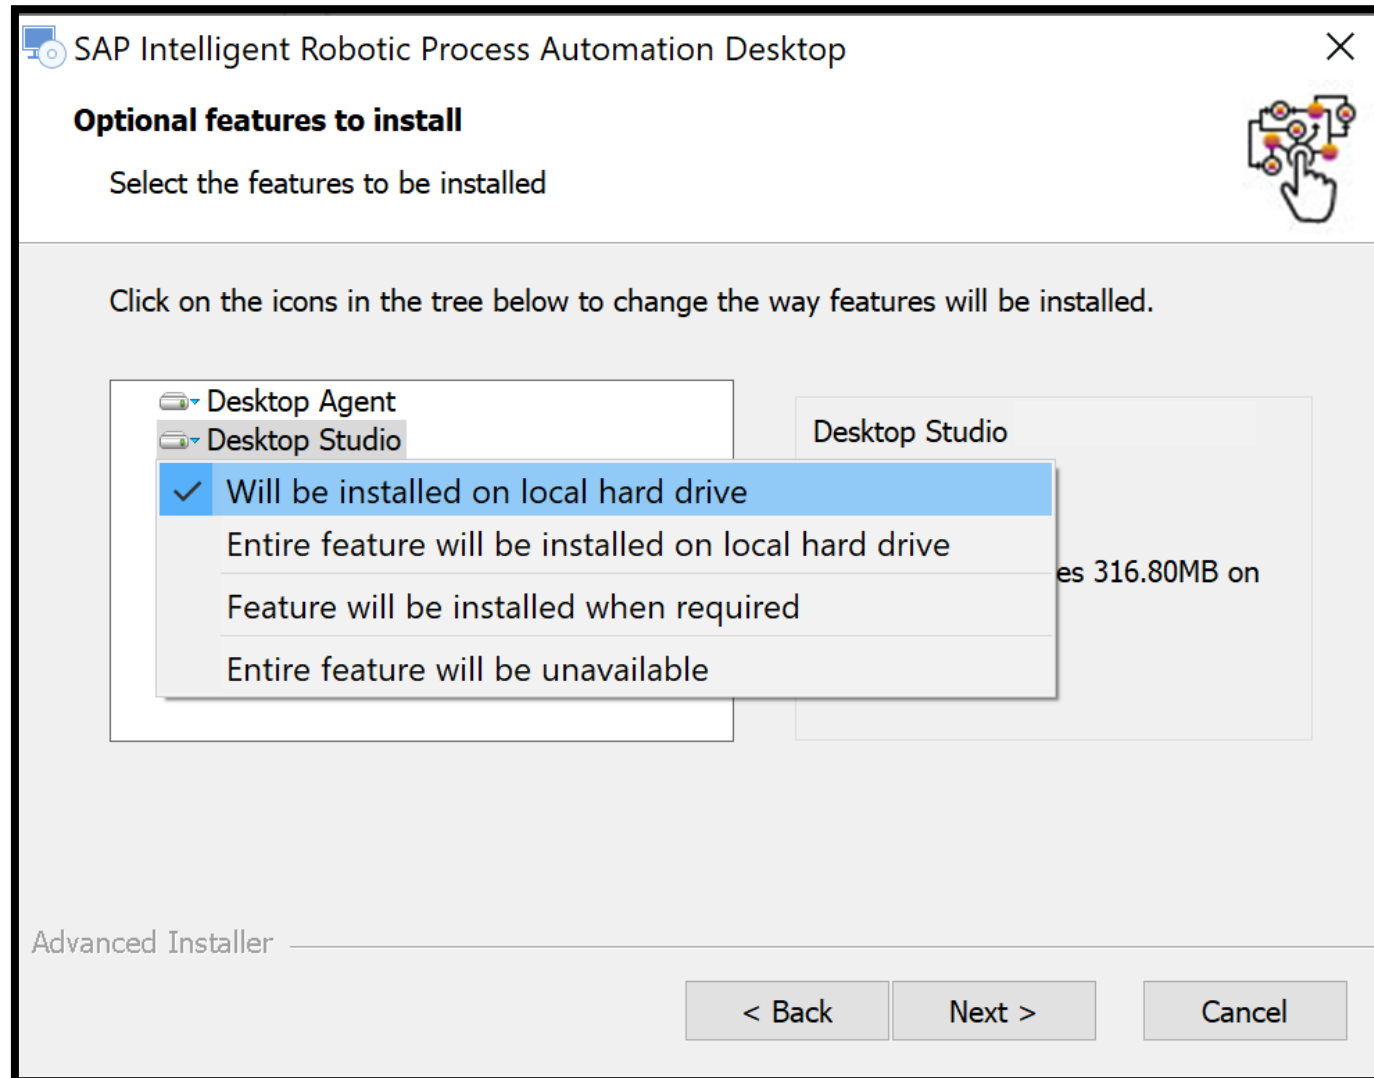 SAP Intelligent Robotic Process Automation Desktop
Optional features to install
Select the features to be installed
Click on the icons in the tree below to change the way features will be installed.
Desktop Agent
Desktop Studio
Desktop Studio
Will be installed on local hard drive
Entire feature will be installed on local hard drive
es 316.80MB on
Feature will be installed when required
Entire feature will be unavailable
Advanced Installer
< Back
Next >
Cancel